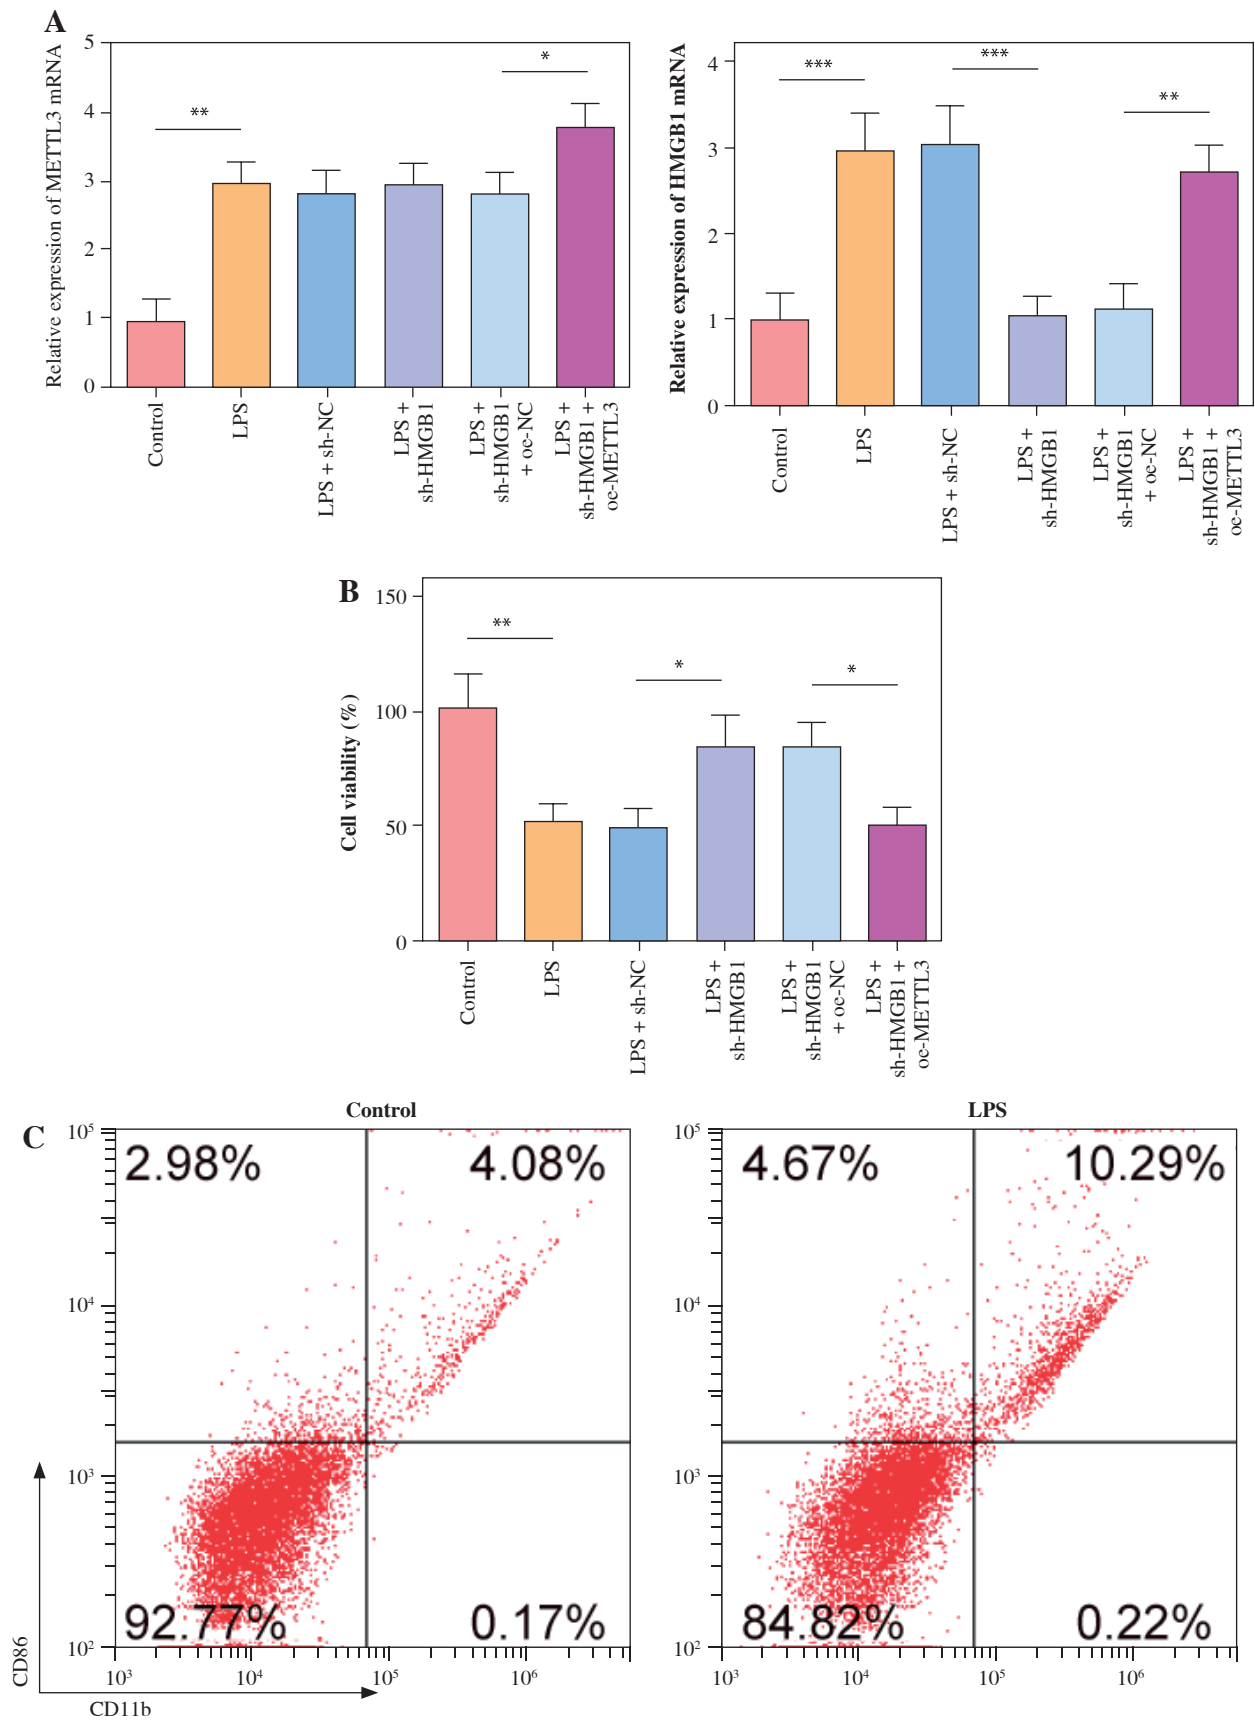 A
Relative expression of METTL3 mRNA
5
4
3
2
1
0
**
*
Control
LPS
LPS + sh-NC
LPS +
sh-HMGB1
LPS +
sh-HMGB1
+ oe-NC
LPS +
sh-HMGB1 +
oe-METTL3
Relative expression of HMGB1 mRNA
4
3
2
1
0
***
***
**
Control
LPS
LPS + sh-NC
LPS +
sh-HMGB1
LPS +
sh-HMGB1
+ oe-NC
LPS +
sh-HMGB1 +
oe-METTL3
B
Cell viability (%)
150
100
50
0
**
*
*
Control
LPS
LPS + sh-NC
LPS +
sh-HMGB1
LPS +
sh-HMGB1
+ oe-NC
LPS +
sh-HMGB1 +
oe-METTL3
C
Control
10⁵
10⁴
10³
10²
2.98%
4.08%
92.77%
0.17%
10³
10⁴
10⁵
10⁶
CD86
CD11b
LPS
10⁵
10⁴
10³
10²
4.67%
10.29%
84.82%
0.22%
10³
10⁴
10⁵
10⁶